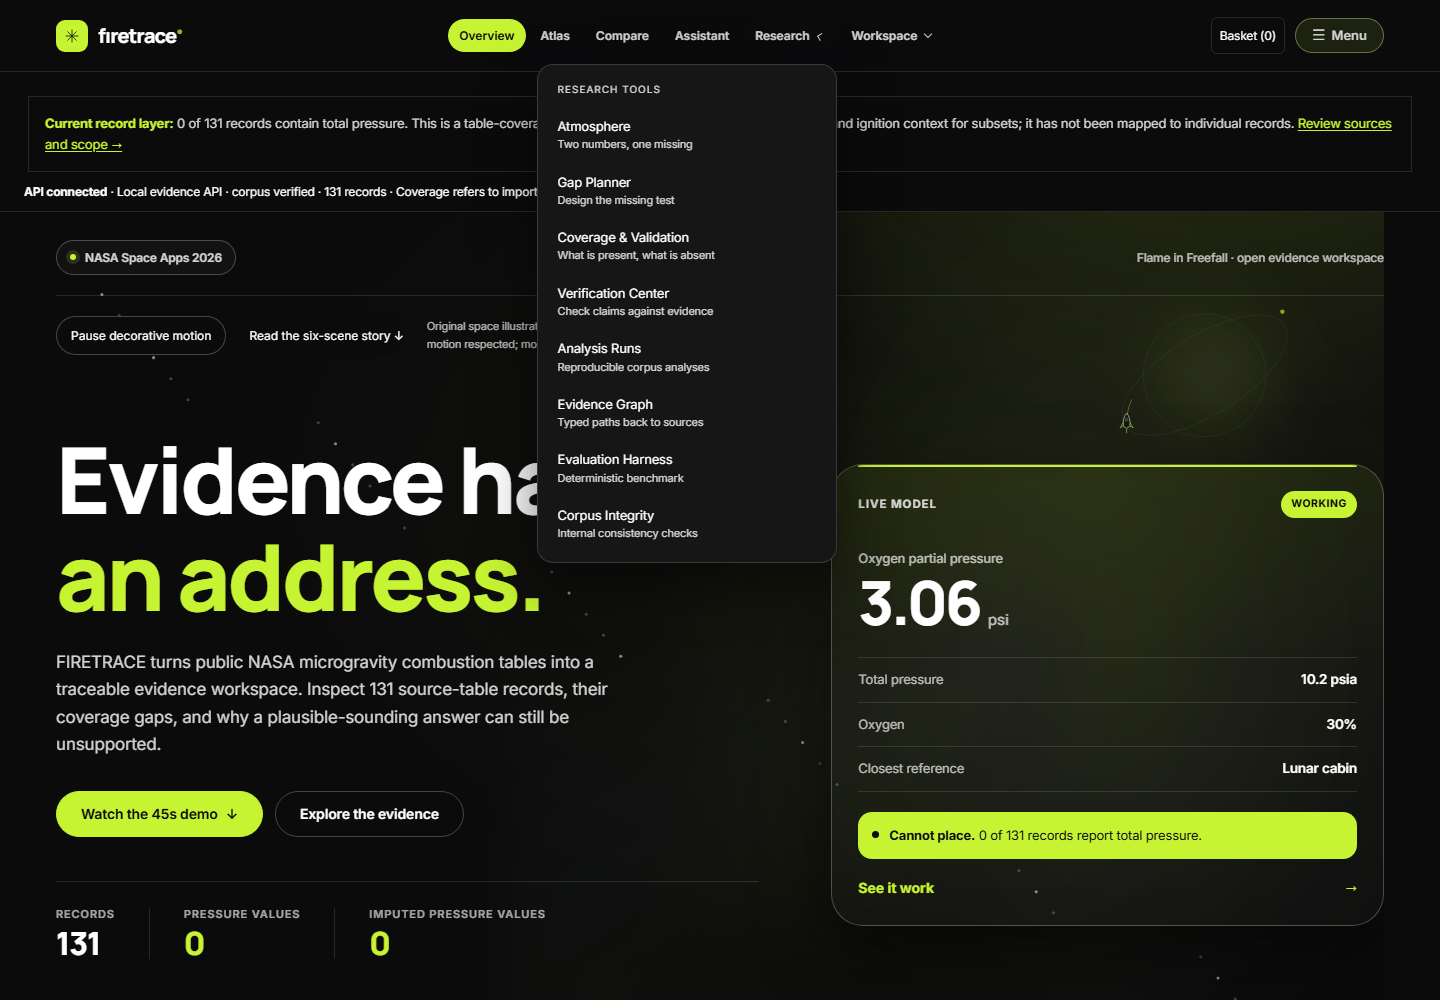 firetrace
Overview
Atlas
Compare
Assistant
Research
Workspace
Basket (0)
☰ Menu
RESEARCH TOOLS
Atmosphere
Two numbers, one missing
Gap Planner
Design the missing test
Coverage & Validation
What is present, what is absent
Verification Center
Check claims against evidence
Analysis Runs
Reproducible corpus analyses
Evidence Graph
Typed paths back to sources
Evaluation Harness
Deterministic benchmark
Corpus Integrity
Internal consistency checks
Current record layer: 0 of 131 records contain total pressure. This is a table-covera
nd ignition context for subsets; it has not been mapped to individual records. Review sources
and scope →
API connected · Local evidence API · corpus verified · 131 records · Coverage refers to import
NASA Space Apps 2026
Flame in Freefall · open evidence workspace
Pause decorative motion
Read the six-scene story ↓
Original space illustrat
motion respected; mo
Evidence ha
an address.
FIRETRACE turns public NASA microgravity combustion tables into a
traceable evidence workspace. Inspect 131 source-table records, their
coverage gaps, and why a plausible-sounding answer can still be
unsupported.
Watch the 45s demo ↓
Explore the evidence
RECORDS
131
PRESSURE VALUES
0
IMPUTED PRESSURE VALUES
0
LIVE MODEL
WORKING
Oxygen partial pressure
3.06 psi
Total pressure 10.2 psia
Oxygen 30%
Closest reference Lunar cabin
Cannot place. 0 of 131 records report total pressure.
See it work →